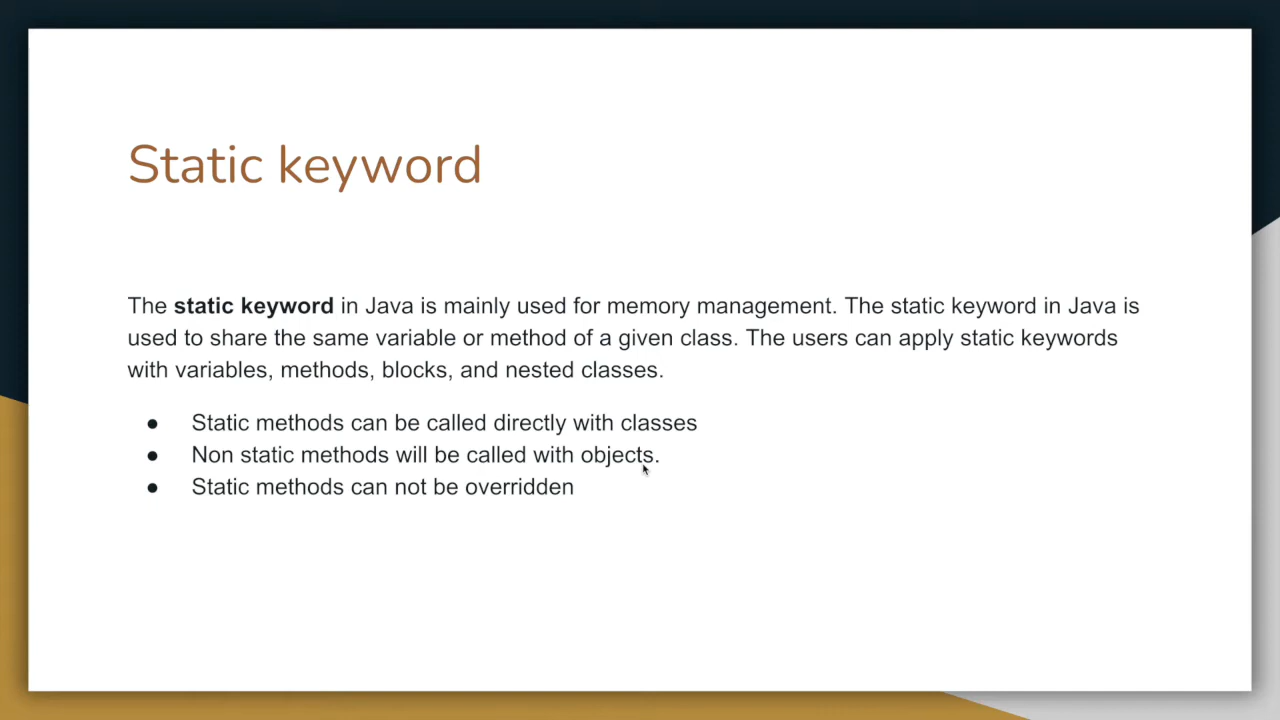 Static keyword
The static keyword in Java is mainly used for memory management. The static keyword in Java is
used to share the same variable or method of a given class. The users can apply static keywords
with variables, methods, blocks, and nested classes.
● Static methods can be called directly with classes
● Non static methods will be called with objects.
● Static methods can not be overridden